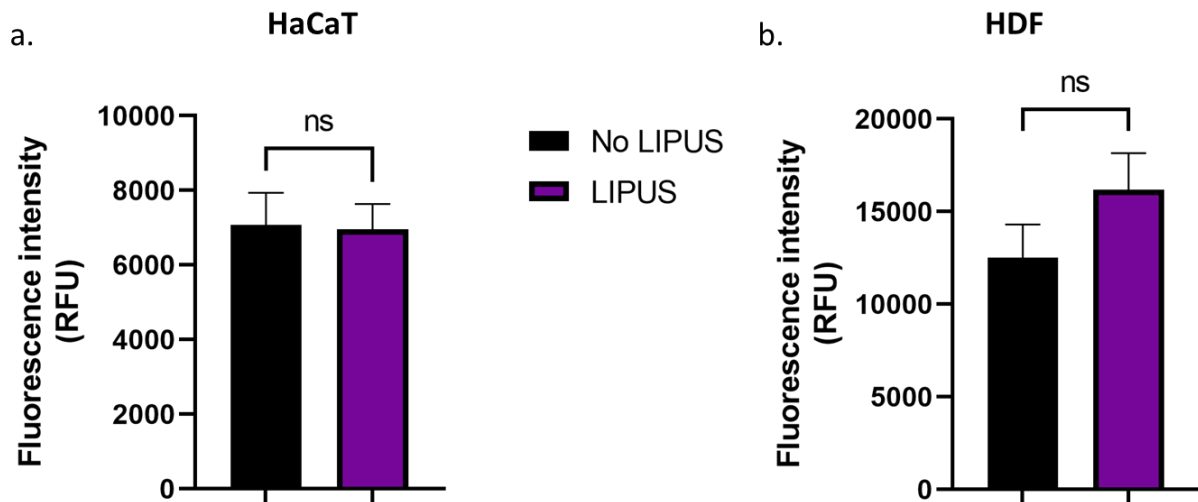 a.
HaCaT
Fluorescence intensity
(RFU)
10000
8000
6000
4000
2000
0
ns
No LIPUS
LIPUS
b.
HDF
Fluorescence intensity
(RFU)
20000
15000
10000
5000
0
ns